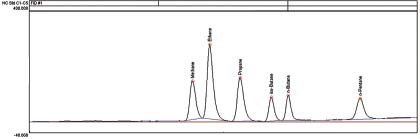 HC Std C1-C5 FID #1
400.000
Methane
Ethane
Propane
iso-Butane
n-Butane
n-Pentane
-40.000